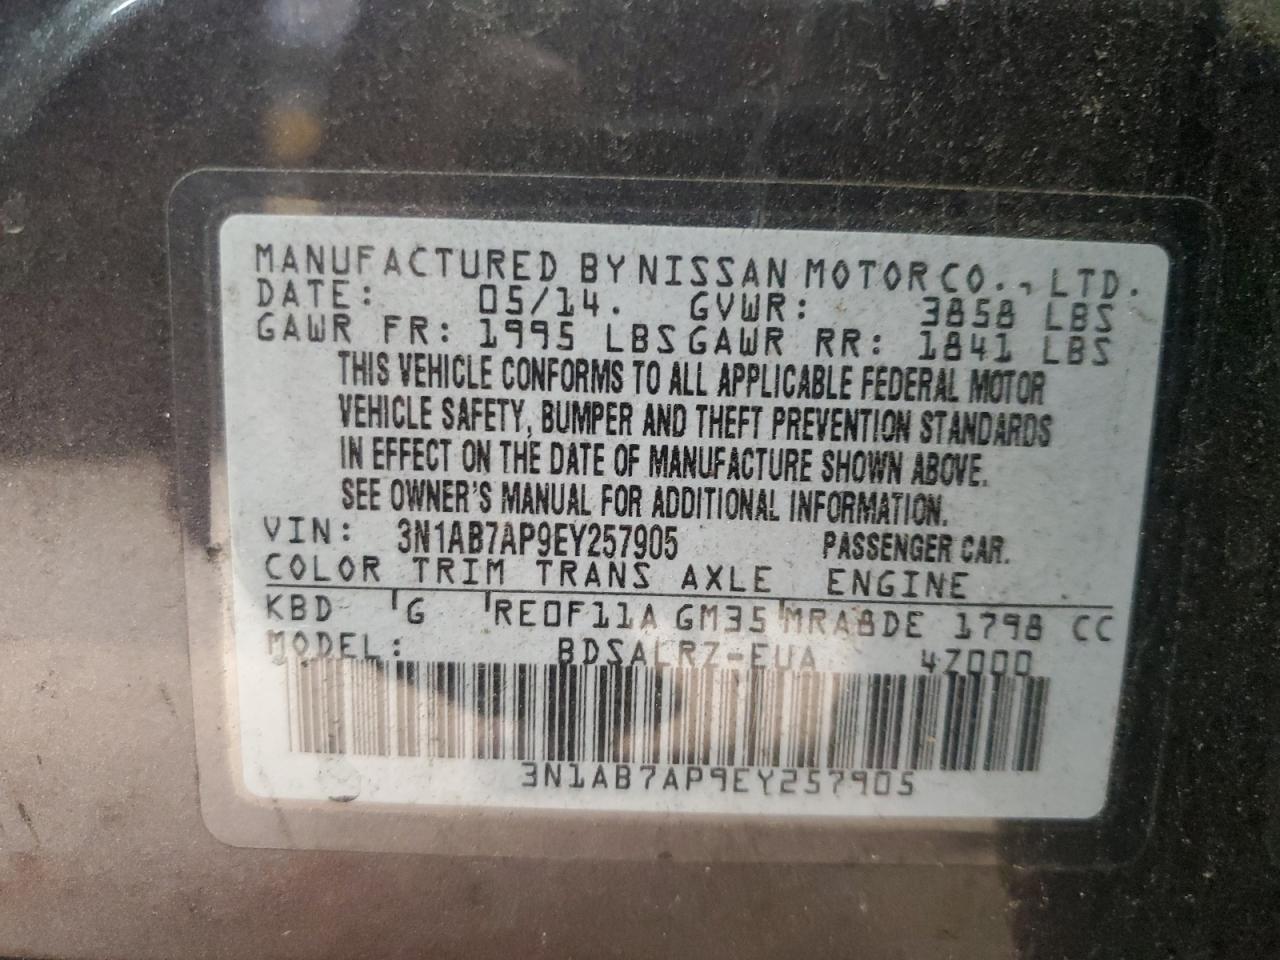 MANUFACTURED BY NISSAN MOTOR CO., LTD.
DATE: 05/14. GVWR: 3858 LBS
GAWR FR: 1995 LBS GAWR RR: 1841 LBS
THIS VEHICLE CONFORMS TO ALL APPLICABLE FEDERAL MOTOR
VEHICLE SAFETY, BUMPER AND THEFT PREVENTION STANDARDS
IN EFFECT ON THE DATE OF MANUFACTURE SHOWN ABOVE.
SEE OWNER'S MANUAL FOR ADDITIONAL INFORMATION.
VIN: 3N1AB7AP9EY257905 PASSENGER CAR.
COLOR TRIM TRANS AXLE ENGINE
KBD G RE0F11A GM35 MRA8DE 1798 CC
MODEL: BDSALRZ-EUA 4Z000
3N1AB7AP9EY257905